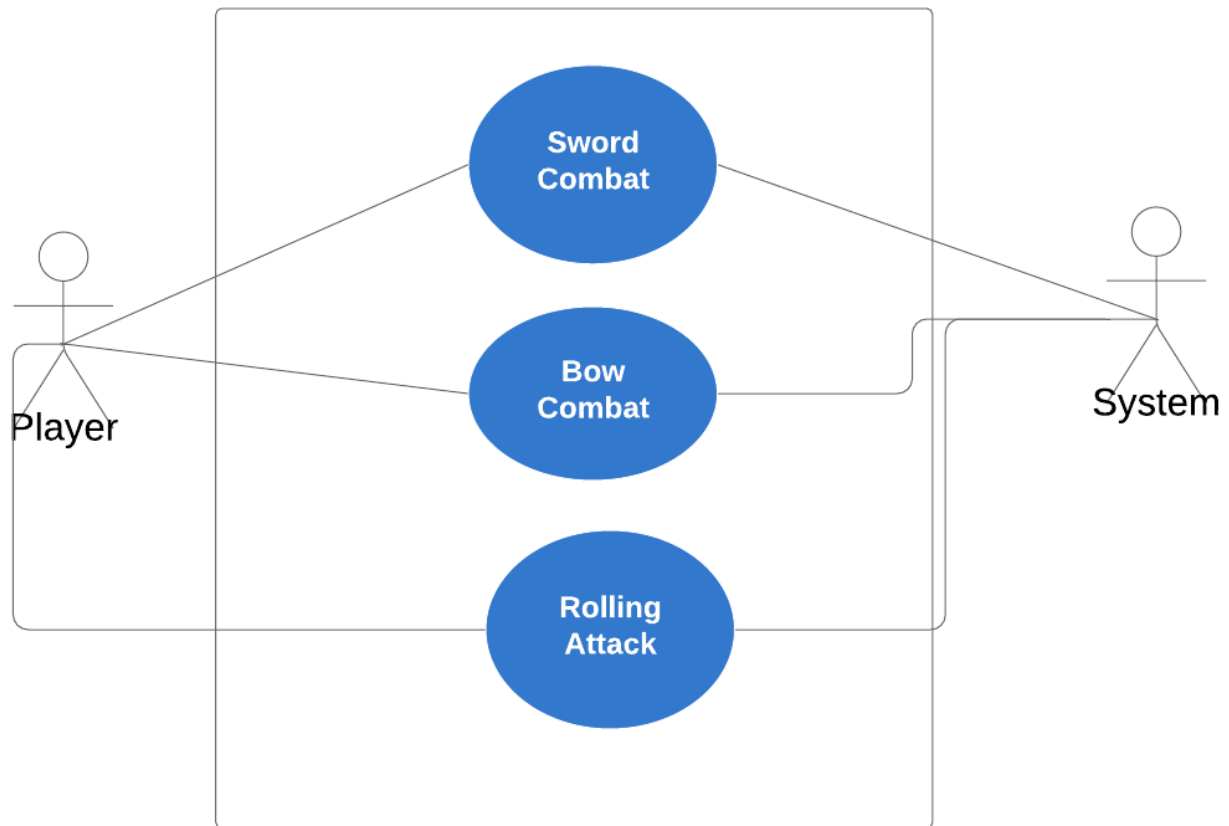 Sword
Combat
Bow
Combat
Player
System
Rolling
Attack